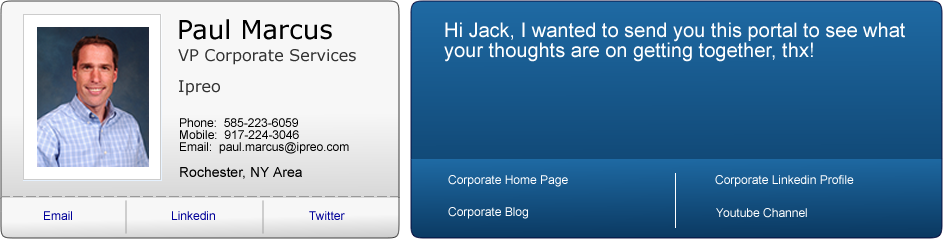 Paul Marcus
VP Corporate Services
Ipreo
Phone: 585-223-6059
Mobile: 917-224-3046
Email: paul.marcus@ipreo.com
Rochester, NY Area
Email
Linkedin
Twitter
Hi Jack, I wanted to send you this portal to see what
your thoughts are on getting together, thx!
Corporate Home Page
Corporate Linkedin Profile
Corporate Blog
Youtube Channel